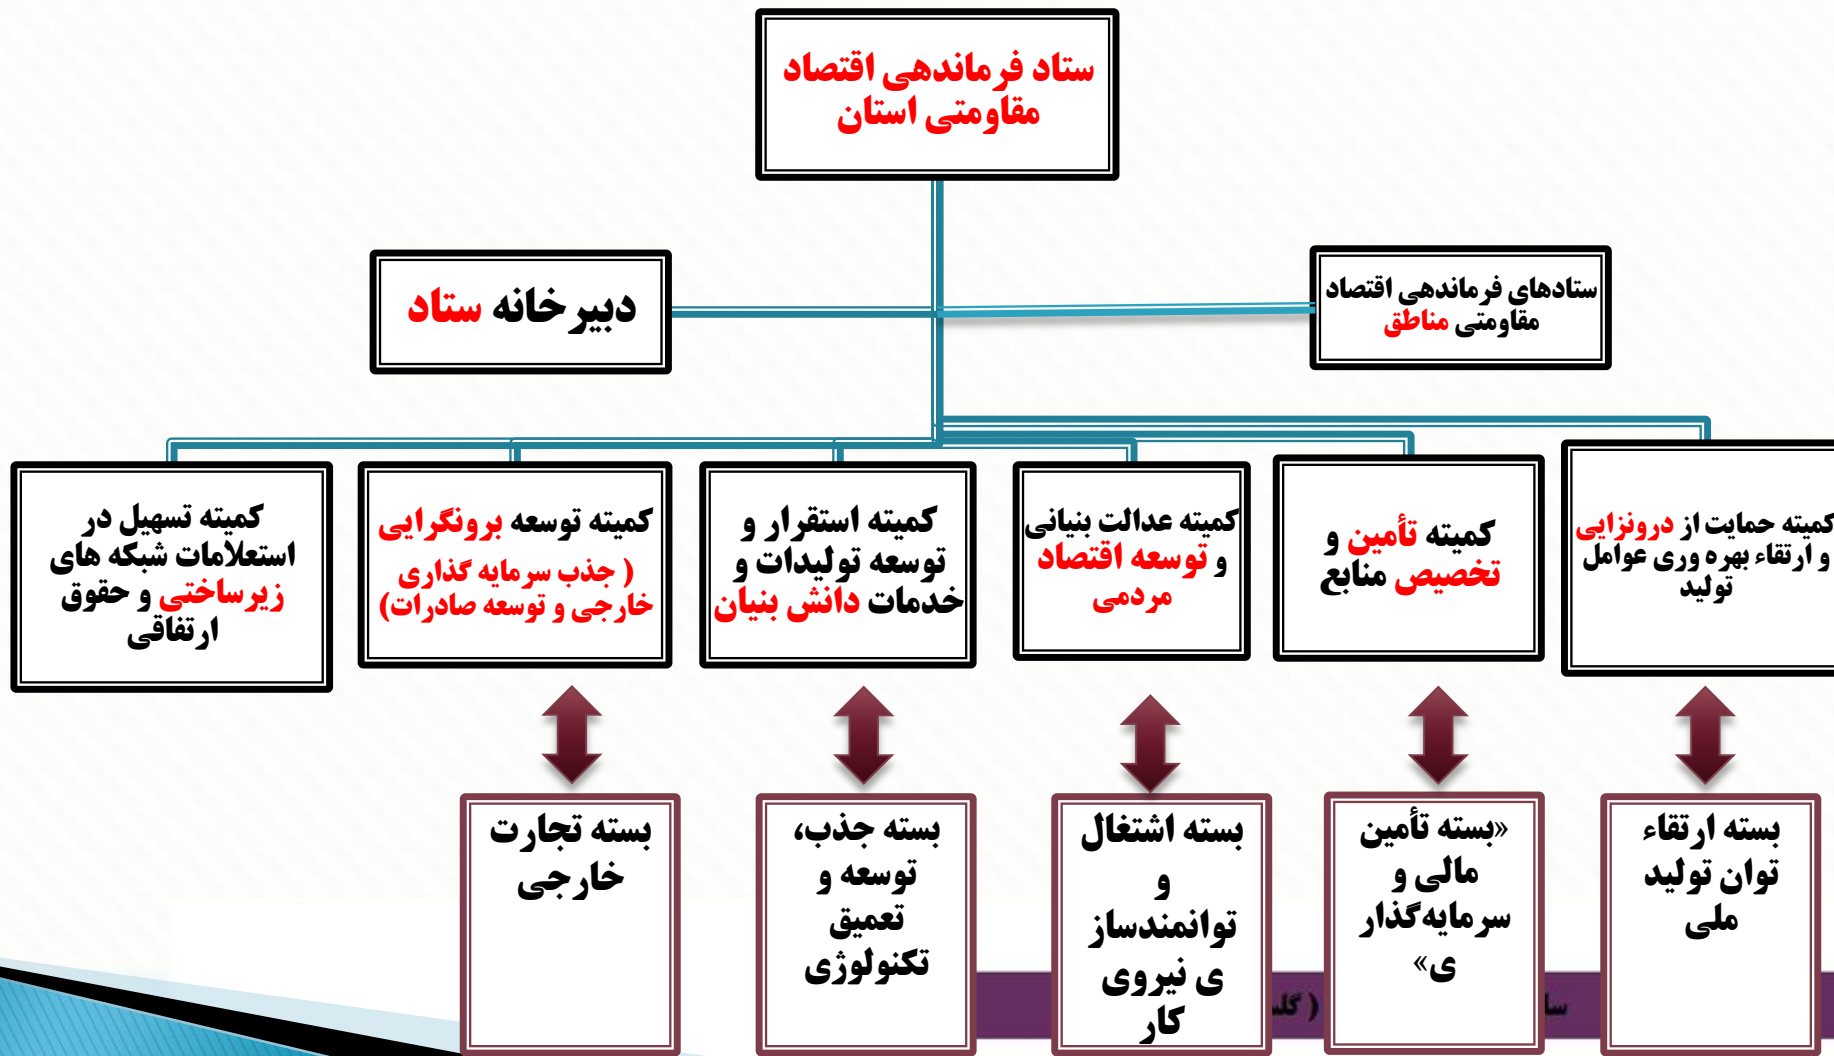 ستاد فرماندهی اقتصاد
مقاومتی استان
ستادهای فرماندهی اقتصاد
مقاومتی مناطق
دبیرخانه ستاد
کمیته حمایت از درونزایی
و ارتقاء بهره وری عوامل
تولید
کمیته تأمین و
تخصیص منابع
کمیته عدالت بنیانی
و توسعه اقتصاد
مردمی
کمیته استقرار و
توسعه تولیدات و
خدمات دانش بنیان
کمیته توسعه برونگرایی
( جذب سرمایه گذاری
خارجی و توسعه صادرات)
کمیته تسهیل در
استعلامات شبکه های
زیرساختی و حقوق
ارتفاقی
بسته ارتقاء
توان تولید
ملی
«بسته تأمین
مالی و
سرمایه‌گذار
ی»
بسته اشتغال
و
توانمندساز
ی نیروی
کار
بسته جذب،
توسعه و
تعمیق
تکنولوژی
بسته تجارت
خارجی